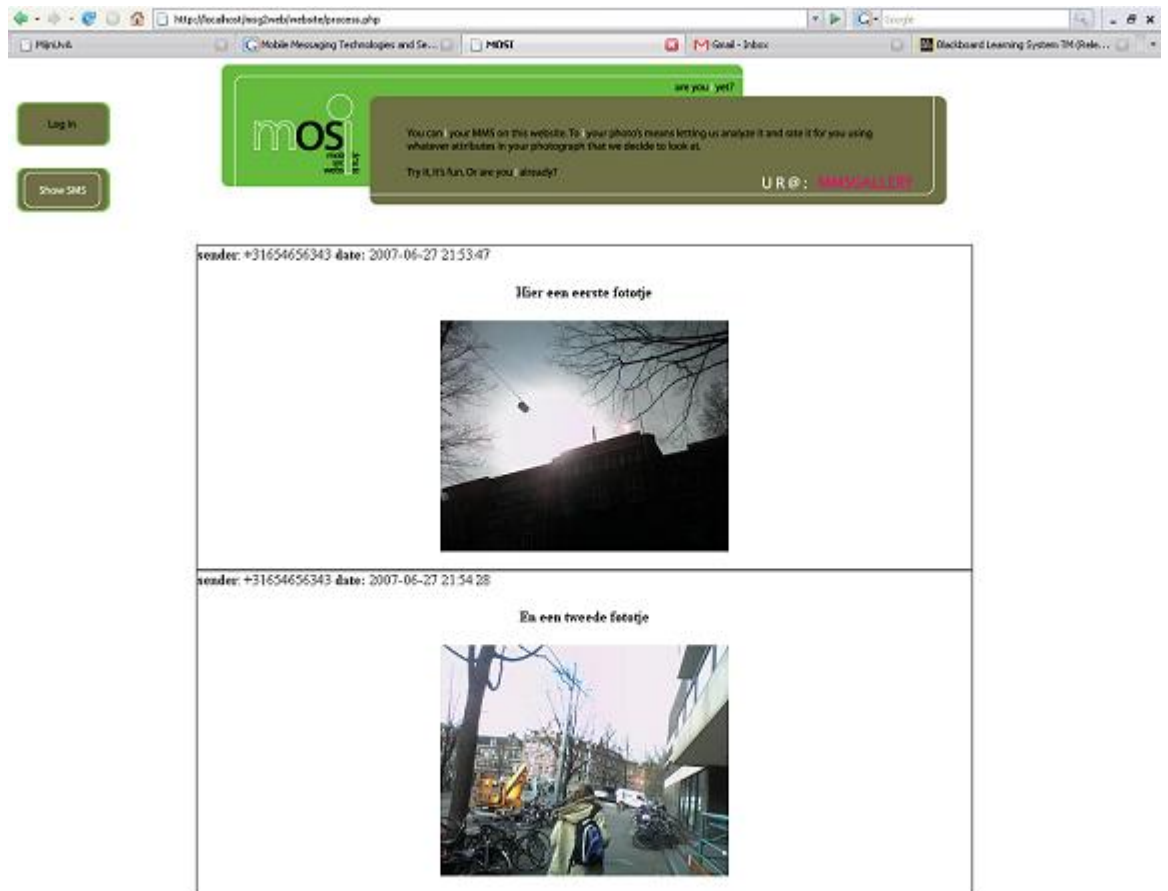 http://localhost/msg2web/website/process.php
Google
MijnUvA
Mobile Messaging Technologies and Se...
MOSI
Gmail - Inbox
Blackboard Learning System TM (Rele...
are you i yet?
Log in
mosi
You can i your MMS on this website. To i your photo's means letting us analyze it and rate it for you using
whatever attributes in your photograph that we decide to look at.
Try it, it's fun. Or are you i already?
Show SMS
U R @ : MMSGALLERY
sender: +31654656343 date: 2007-06-27 21:53:47
Hier een eerste fototje
sender: +31654656343 date: 2007-06-27 21:54:28
En een tweede fototje